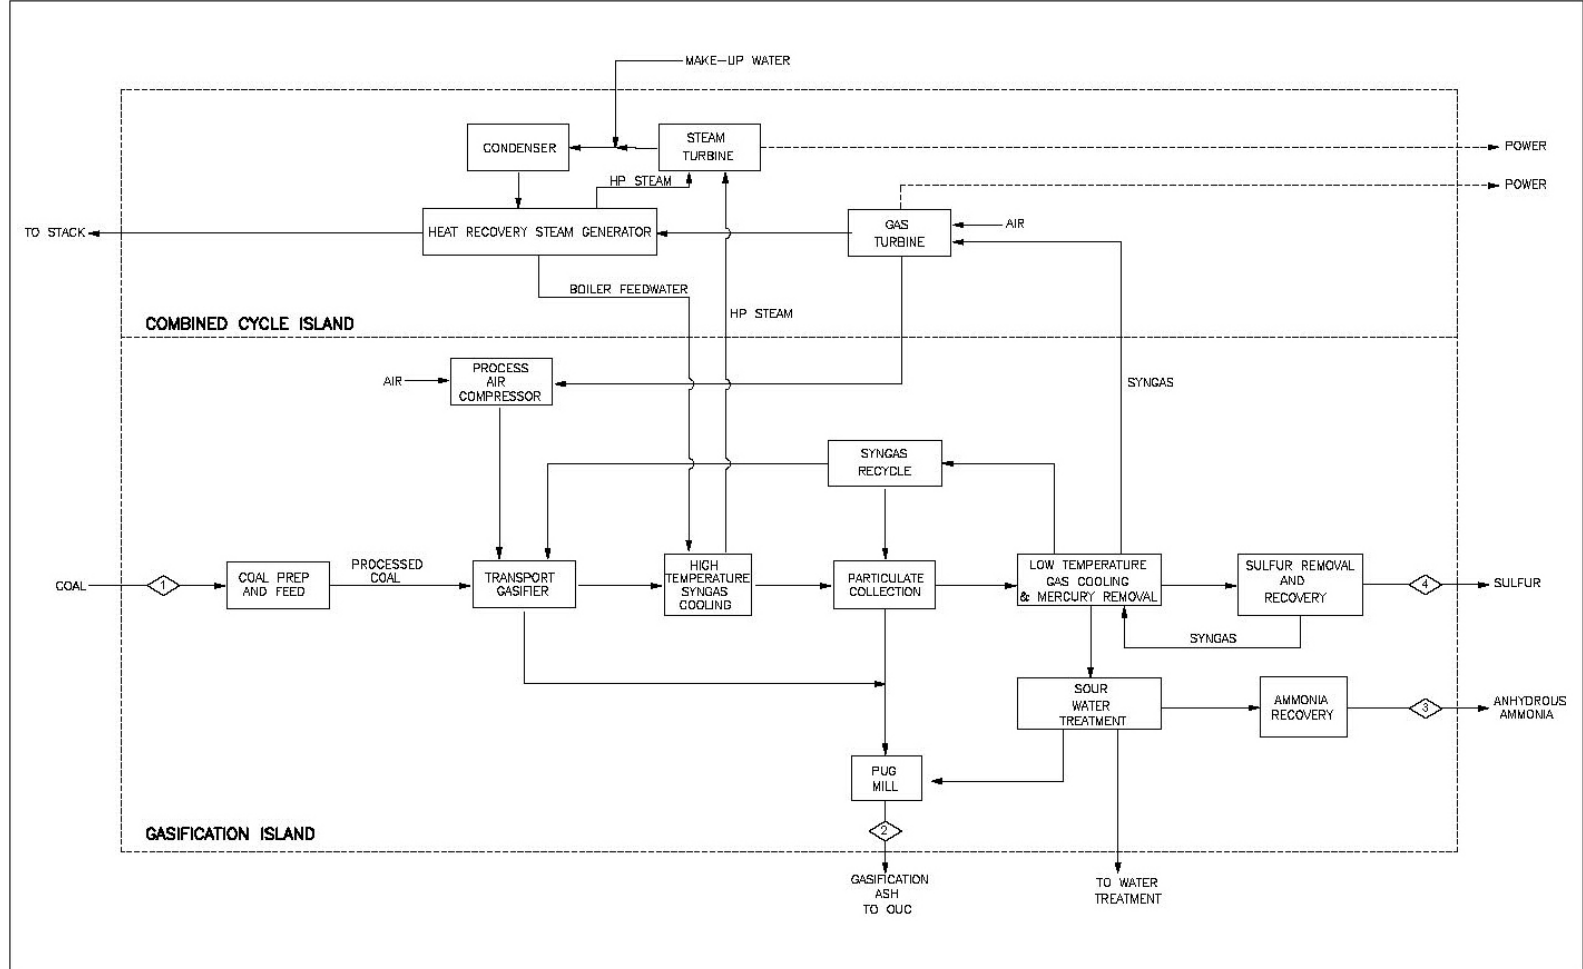 MAKE-UP WATER
CONDENSER
STEAM
TURBINE
POWER
HP STEAM
POWER
TO STACK
HEAT RECOVERY STEAM GENERATOR
GAS
TURBINE
AIR
BOILER FEEDWATER
HP STEAM
COMBINED CYCLE ISLAND
PROCESS
AIR
COMPRESSOR
AIR
SYNGAS
SYNGAS
RECYCLE
COAL
1
COAL PREP
AND FEED
PROCESSED
COAL
TRANSPORT
GASIFIER
HIGH
TEMPERATURE
SYNGAS
COOLING
PARTICULATE
COLLECTION
LOW TEMPERATURE
GAS COOLING
& MERCURY REMOVAL
SULFUR REMOVAL
AND
RECOVERY
4
SULFUR
SYNGAS
SOUR
WATER
TREATMENT
AMMONIA
RECOVERY
3
ANHYDROUS
AMMONIA
PUG
MILL
2
GASIFICATION ISLAND
GASIFICATION
ASH
TO OUC
TO WATER
TREATMENT